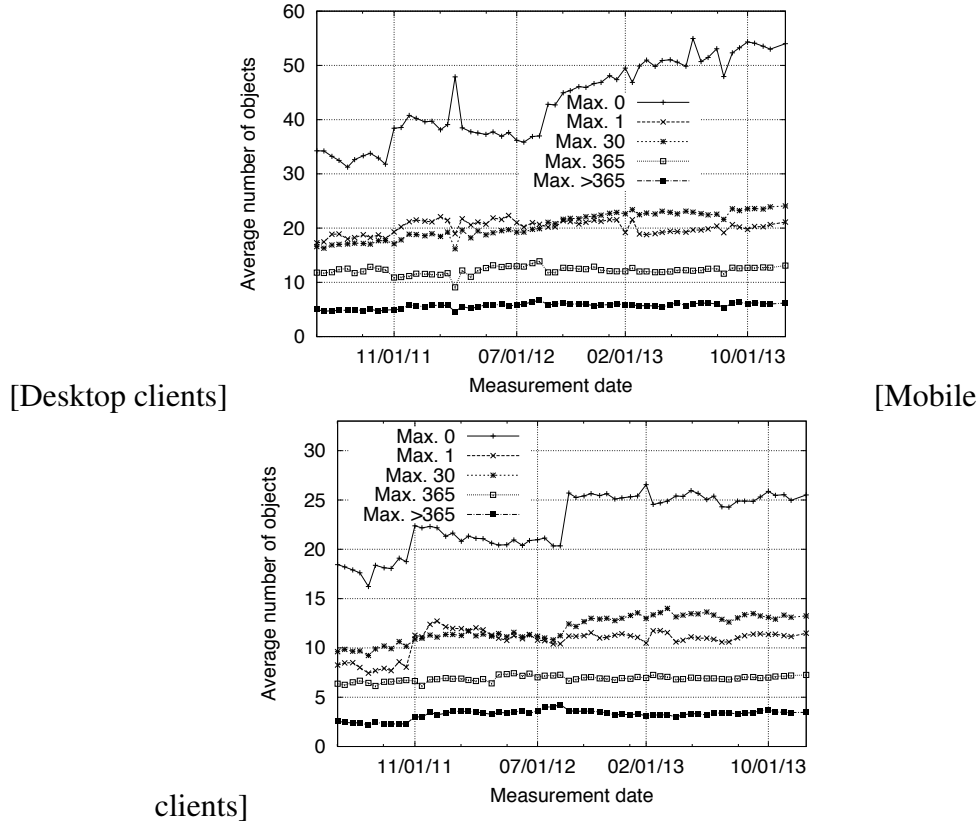 60
50
40
30
20
10
0
Average number of objects
Max. 0
Max. 1
Max. 30
Max. 365
Max. >365
11/01/11 07/01/12 02/01/13 10/01/13
Measurement date
[Desktop clients] [Mobile
30
25
20
15
10
5
0
Average number of objects
Max. 0
Max. 1
Max. 30
Max. 365
Max. >365
11/01/11 07/01/12 02/01/13 10/01/13
Measurement date
clients]